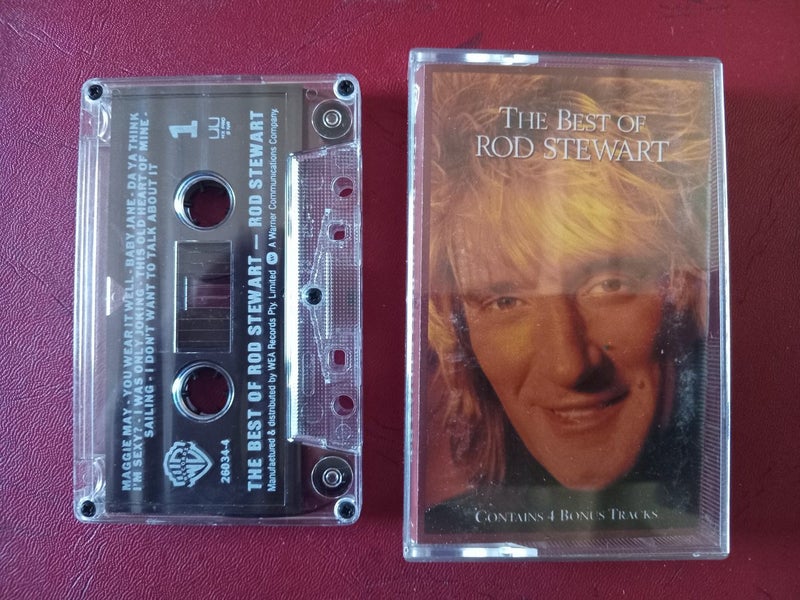 MAGGIE MAY · YOU WEAR IT WELL · BABY JANE · DA YA THINK
I'M SEXY? · I WAS ONLY JOKING · THIS OLD HEART OF MINE ·
SAILING · I DON'T WANT TO TALK ABOUT IT
1
26034-4
THE BEST OF ROD STEWART — ROD STEWART
Manufactured & distributed by WEA Records Pty. Limited A Warner Communications Company.
THE BEST OF
ROD STEWART
CONTAINS 4 BONUS TRACKS